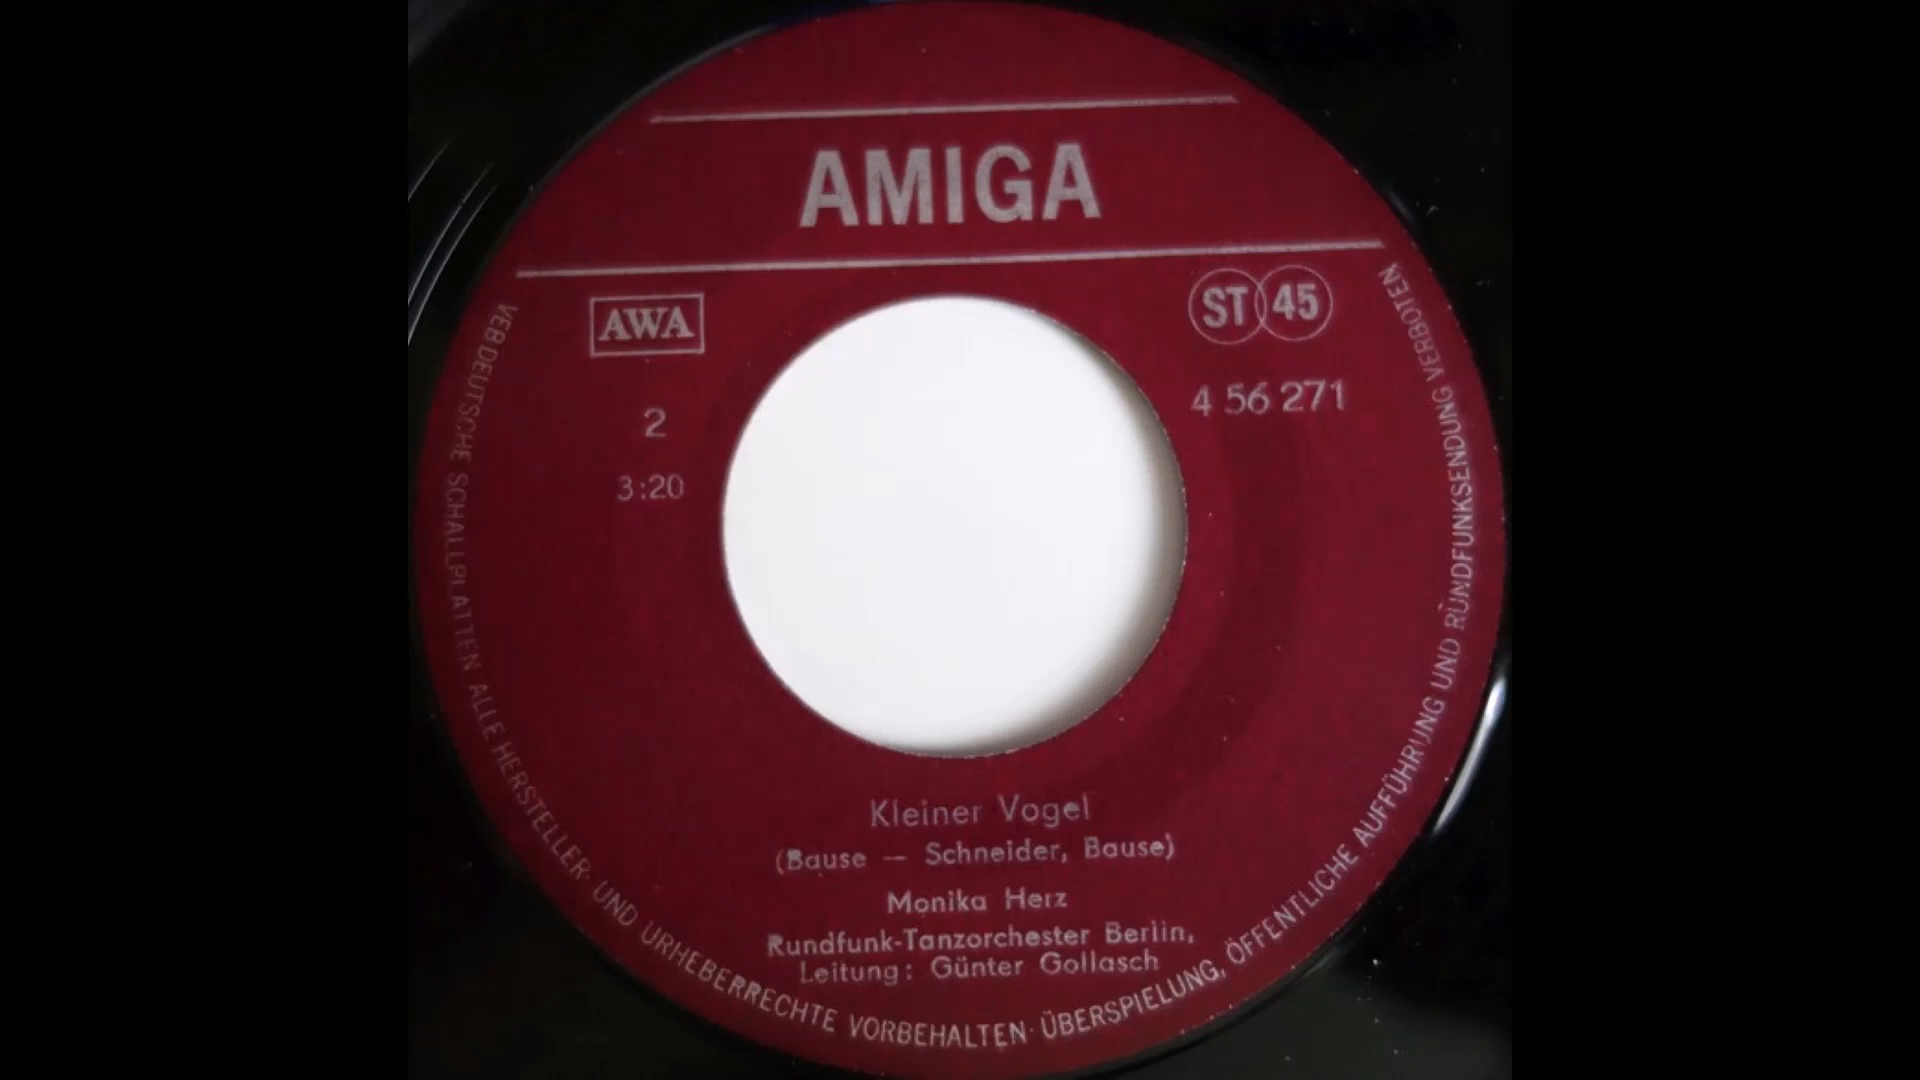 AMIGA
AWA
ST 45
2
4 56 271
3:20
Kleiner Vogel
(Bause — Schneider, Bause)
Monika Herz
Rundfunk-Tanzorchester Berlin,
Leitung: Günter Gollasch
VEB DEUTSCHE SCHALLPLATTEN ALLE HERSTELLER- UND URHEBERRECHTE VORBEHALTEN · ÜBERSPIELUNG, ÖFFENTLICHE AUFFÜHRUNG UND RUNDFUNKSENDUNG VERBOTEN